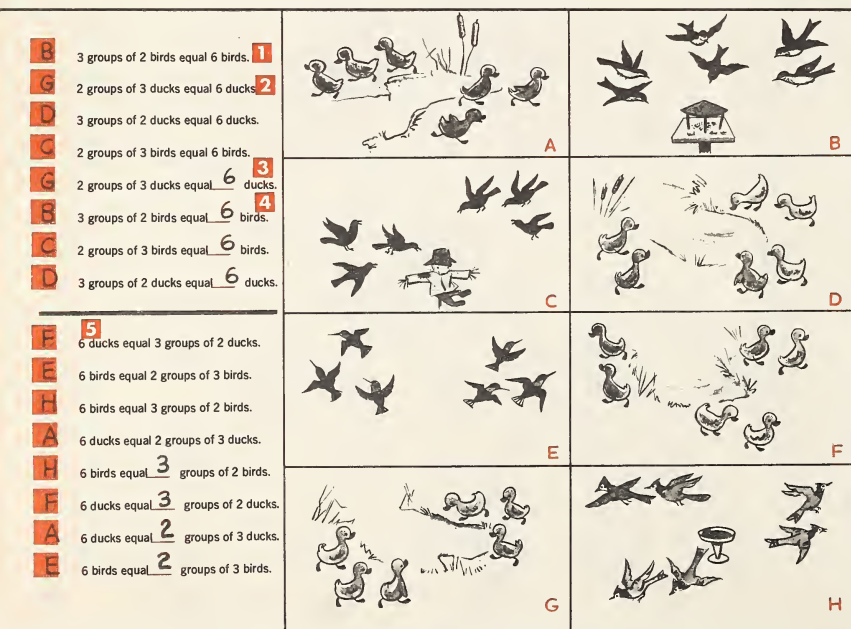 B 3 groups of 2 birds equal 6 birds. 1
G 2 groups of 3 ducks equal 6 ducks 2
D 3 groups of 2 ducks equal 6 ducks.
C 2 groups of 3 birds equal 6 birds.
3
G 2 groups of 3 ducks equal 6 ducks.
4
B 3 groups of 2 birds equal 6 birds.
C 2 groups of 3 birds equal 6 birds.
D 3 groups of 2 ducks equal 6 ducks.
5
F 6 ducks equal 3 groups of 2 ducks.
E 6 birds equal 2 groups of 3 birds.
H 6 birds equal 3 groups of 2 birds.
A 6 ducks equal 2 groups of 3 ducks.
H 6 birds equal 3 groups of 2 birds.
F 6 ducks equal 3 groups of 2 ducks.
A 6 ducks equal 2 groups of 3 ducks.
E 6 birds equal 2 groups of 3 birds.
A
B
C
D
E
F
G
H